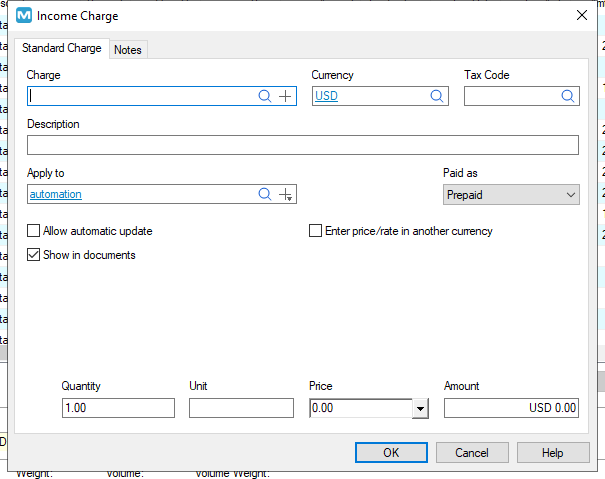 Income Charge
Standard Charge Notes
Charge Currency Tax Code
USD
Description
Apply to Paid as
automation Prepaid
Allow automatic update Enter price/rate in another currency
Show in documents
Quantity Unit Price Amount
1.00 0.00 USD 0.00
OK Cancel Help
Weight: Volume: Volume Weight: